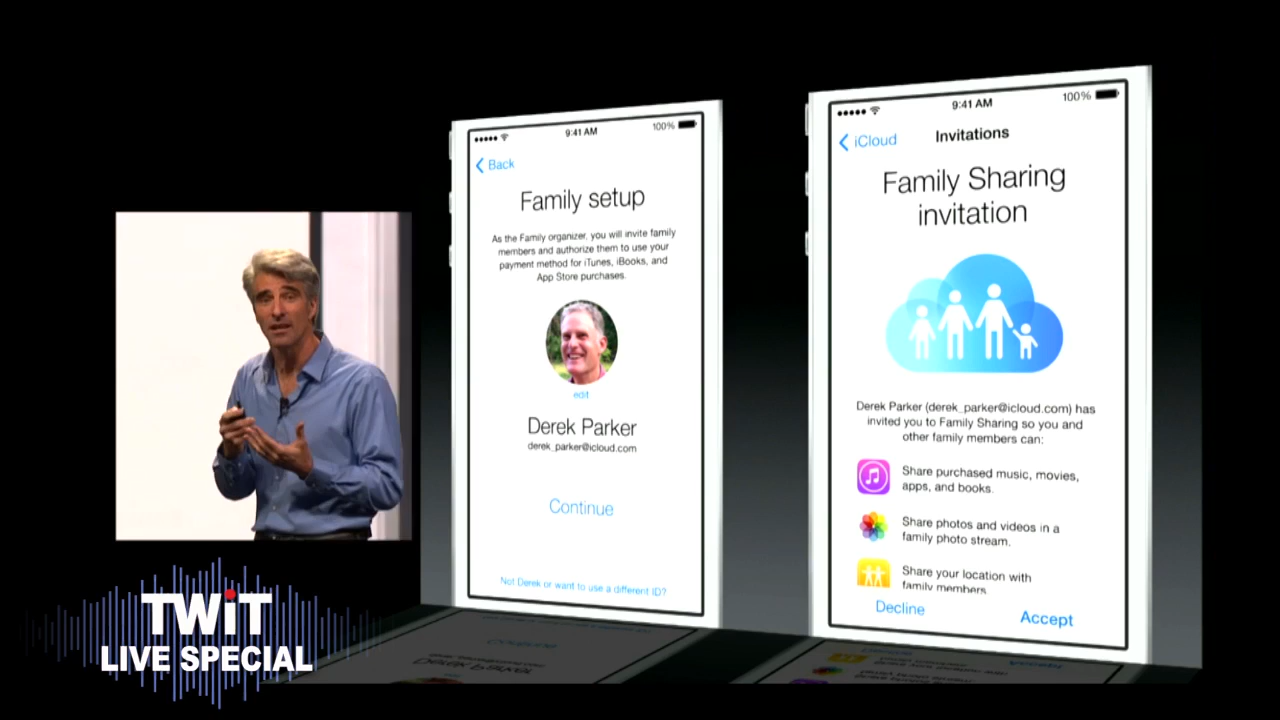 9:41 AM 100%
Back
Family setup
As the Family organizer, you will invite family
members and authorize them to use your
payment method for iTunes, iBooks, and
App Store purchases.
edit
Derek Parker
derek_parker@icloud.com
Continue
Not Derek or want to use a different ID?
9:41 AM 100%
iCloud Invitations
Family Sharing
invitation
Derek Parker (derek_parker@icloud.com) has
invited you to Family Sharing so you and
other family members can:
Share purchased music, movies,
apps, and books.
Share photos and videos in a
family photo stream.
Share your location with
family members
Decline Accept
TWiT
LIVE SPECIAL